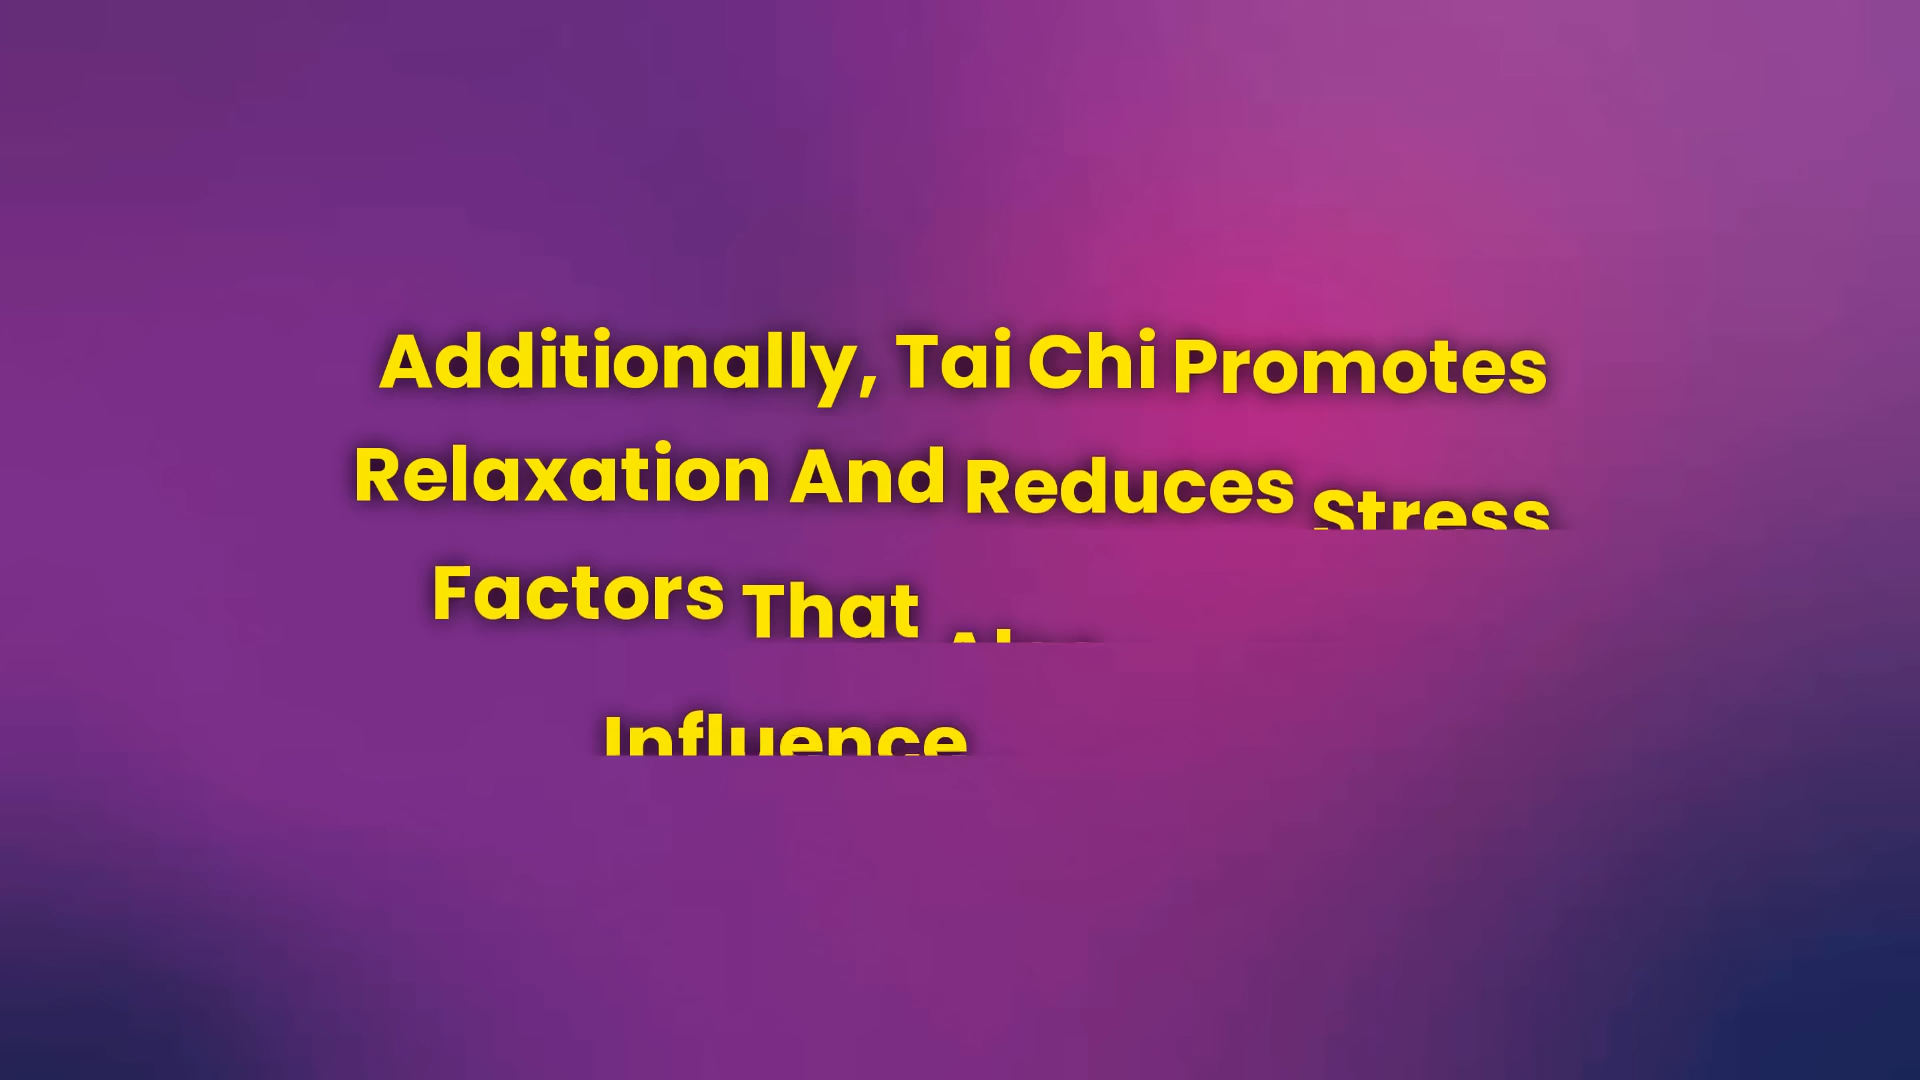 Additionally, Tai Chi Promotes
Relaxation And Reduces Stress
Factors That
Influence